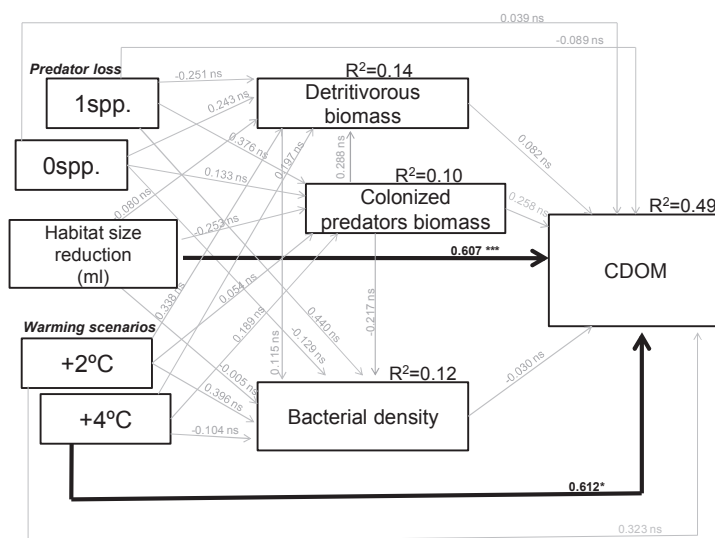 0.039 ns
-0.089 ns
Predator loss
-0.251 ns
R²=0.14
1spp.
Detritivorous
biomass
0.243 ns
0spp.
0.376 ns
0.197 ns
0.288 ns
0.082 ns
0.133 ns
R²=0.10
Colonized
predators biomass
-0.080 ns
0.258 ns
R²=0.49
Habitat size
reduction
(ml)
-0.253 ns
0.607 ***
CDOM
0.338 ns
0.054 ns
0.189 ns
-0.217 ns
Warming scenarios
+2ºC
-0.005 ns
0.396 ns
-0.129 ns
0.440 ns
0.115 ns
R²=0.12
-0.030 ns
+4ºC
-0.104 ns
Bacterial density
0.612*
0.323 ns